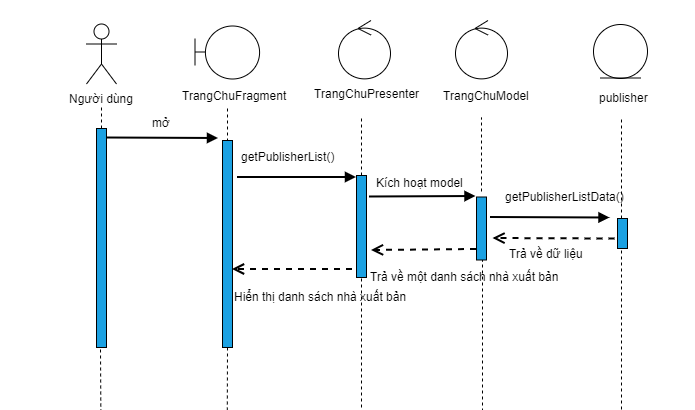 Người dùng
TrangChuFragment
TrangChuPresenter
TrangChuModel
publisher
mở
getPublisherList()
Kích hoạt model
getPublisherListData()
Trả về dữ liệu
Trả về một danh sách nhà xuất bản
Hiển thị danh sách nhà xuất bản